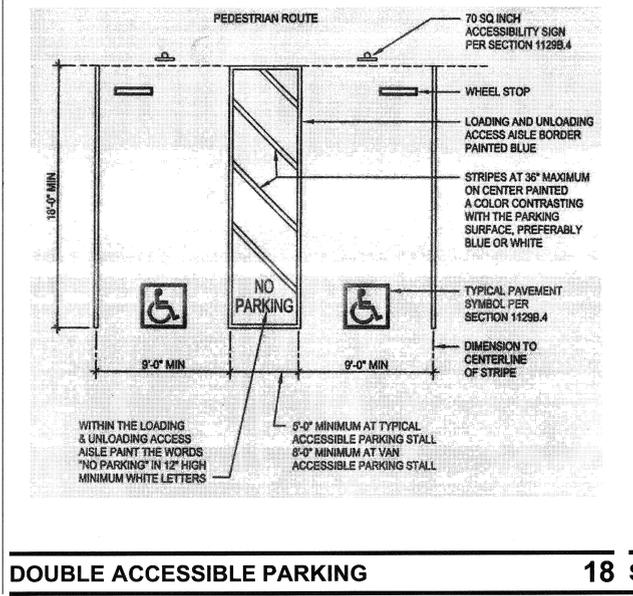 PEDESTRIAN ROUTE
70 SQ INCH
ACCESSIBILITY SIGN
PER SECTION 1129B.4
WHEEL STOP
LOADING AND UNLOADING
ACCESS AISLE BORDER
PAINTED BLUE
STRIPES AT 36" MAXIMUM
ON CENTER PAINTED
A COLOR CONTRASTING
WITH THE PARKING
SURFACE, PREFERABLY
BLUE OR WHITE
18'-0" MIN
NO
PARKING
TYPICAL PAVEMENT
SYMBOL PER
SECTION 1129B.4
DIMENSION TO
CENTERLINE
OF STRIPE
9'-0" MIN
9'-0" MIN
WITHIN THE LOADING
& UNLOADING ACCESS
AISLE PAINT THE WORDS
"NO PARKING" IN 12" HIGH
MINIMUM WHITE LETTERS
5'-0" MINIMUM AT TYPICAL
ACCESSIBLE PARKING STALL
8'-0" MINIMUM AT VAN
ACCESSIBLE PARKING STALL
DOUBLE ACCESSIBLE PARKING 18